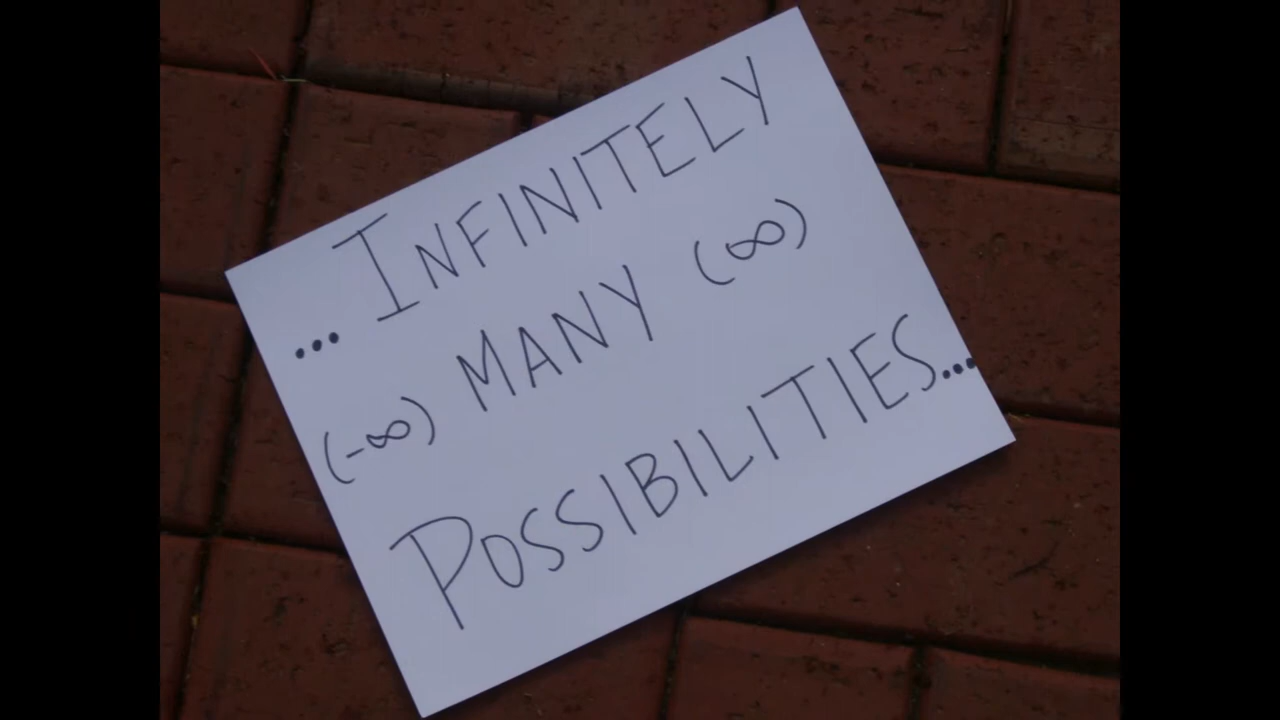 ... INFINITELY
(-∞) MANY (∞)
POSSIBILITIES...